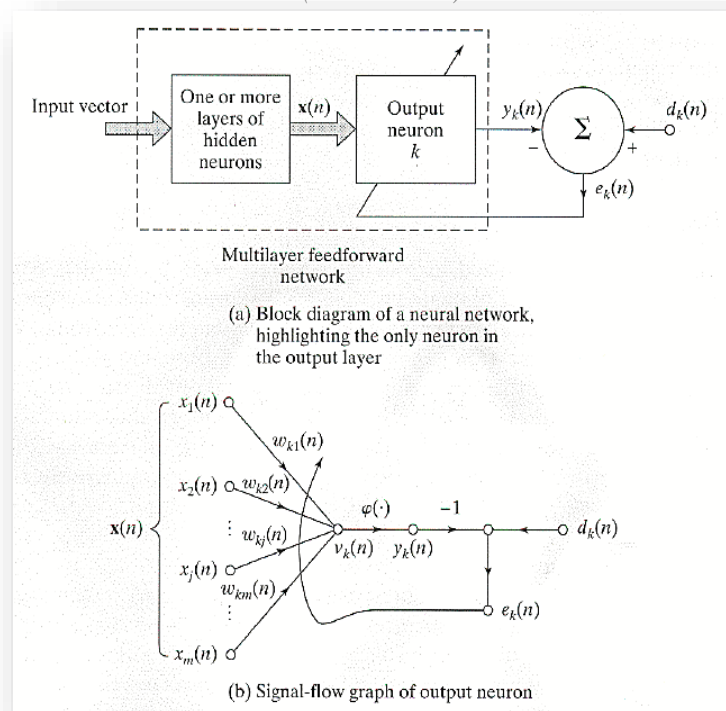 Input vector
One or more
layers of
hidden
neurons
x(n)
Output
neuron
k
yₖ(n)
−
Σ
+
dₖ(n)
eₖ(n)
Multilayer feedforward
network
(a) Block diagram of a neural network,
highlighting the only neuron in
the output layer
x(n)
x₁(n)
x₂(n)
⋮
xⱼ(n)
⋮
xₘ(n)
wₖ₁(n)
wₖ₂(n)
wₖⱼ(n)
wₖₘ(n)
φ(·)
−1
vₖ(n)
yₖ(n)
dₖ(n)
eₖ(n)
(b) Signal-flow graph of output neuron